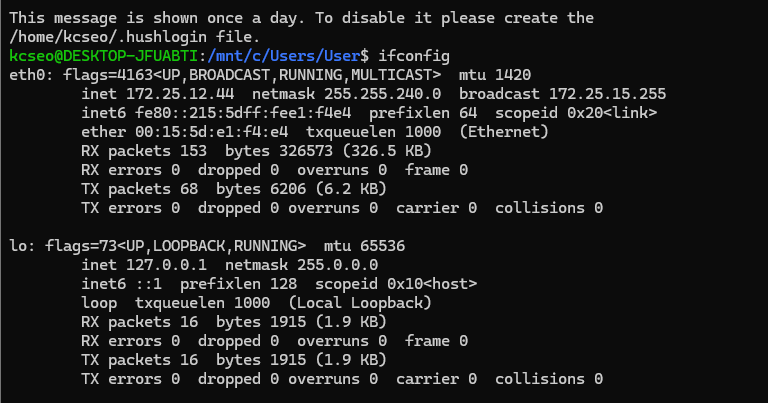 This message is shown once a day. To disable it please create the
/home/kcseo/.hushlogin file.
kcseo@DESKTOP-JFUABTI:/mnt/c/Users/User$ ifconfig
eth0: flags=4163<UP,BROADCAST,RUNNING,MULTICAST>  mtu 1420
        inet 172.25.12.44  netmask 255.255.240.0  broadcast 172.25.15.255
        inet6 fe80::215:5dff:fee1:f4e4  prefixlen 64  scopeid 0x20<link>
        ether 00:15:5d:e1:f4:e4  txqueuelen 1000  (Ethernet)
        RX packets 153  bytes 326573 (326.5 KB)
        RX errors 0  dropped 0  overruns 0  frame 0
        TX packets 68  bytes 6206 (6.2 KB)
        TX errors 0  dropped 0 overruns 0  carrier 0  collisions 0

lo: flags=73<UP,LOOPBACK,RUNNING>  mtu 65536
        inet 127.0.0.1  netmask 255.0.0.0
        inet6 ::1  prefixlen 128  scopeid 0x10<host>
        loop  txqueuelen 1000  (Local Loopback)
        RX packets 16  bytes 1915 (1.9 KB)
        RX errors 0  dropped 0  overruns 0  frame 0
        TX packets 16  bytes 1915 (1.9 KB)
        TX errors 0  dropped 0 overruns 0  carrier 0  collisions 0